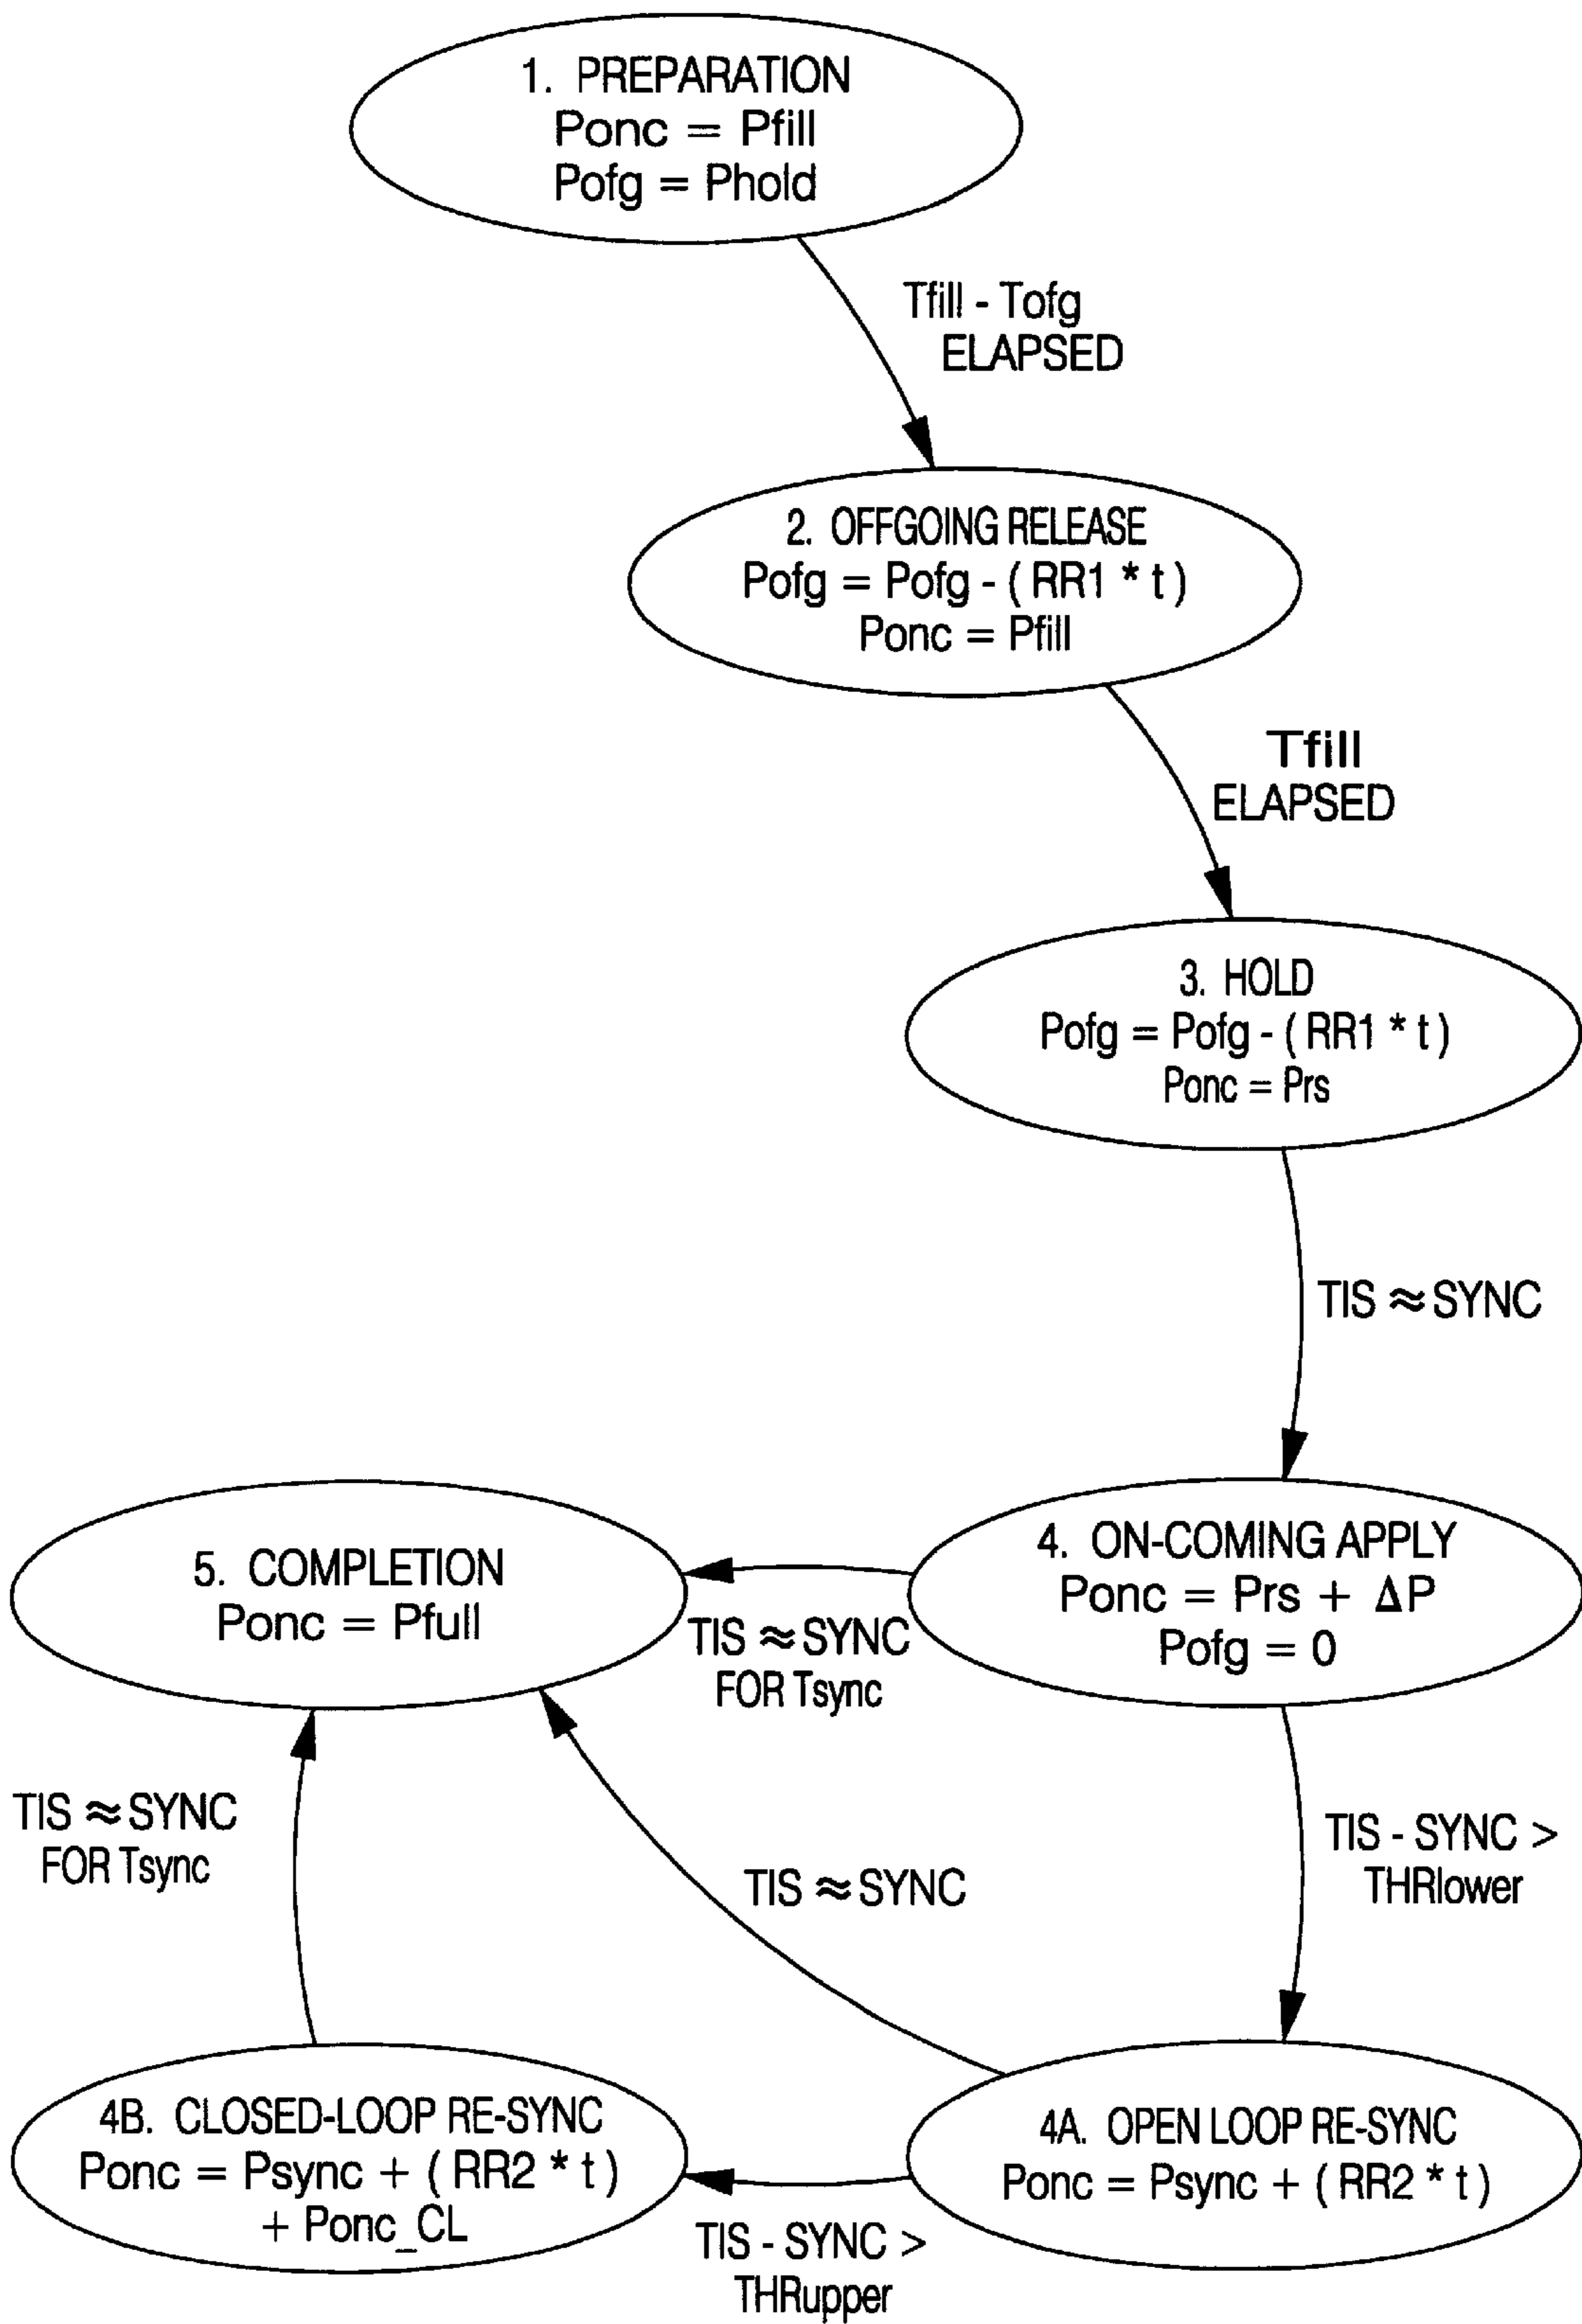 1. PREPARATION
Ponc = Pfill
Pofg = Phold
Tfill - Tofg
ELAPSED
2. OFFGOING RELEASE
Pofg = Pofg - ( RR1 * t )
Ponc = Pfill
Tfill
ELAPSED
3. HOLD
Pofg = Pofg - ( RR1 * t )
Ponc = Prs
TIS ≈ SYNC
4. ON-COMING APPLY
Ponc = Prs + ΔP
Pofg = 0
5. COMPLETION
Ponc = Pfull
TIS ≈ SYNC
FOR Tsync
TIS ≈ SYNC
FOR Tsync
TIS ≈ SYNC
TIS - SYNC >
THRlower
4B. CLOSED-LOOP RE-SYNC
Ponc = Psync + ( RR2 * t )
+ Ponc_CL
4A. OPEN LOOP RE-SYNC
Ponc = Psync + ( RR2 * t )
TIS - SYNC >
THRupper